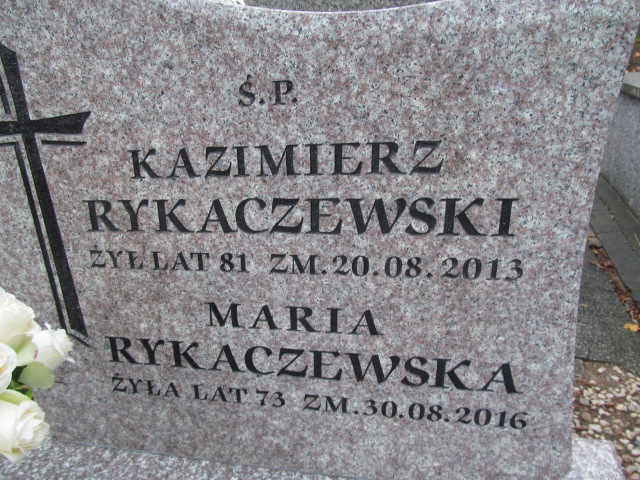 Ś.P.
KAZIMIERZ
RYKACZEWSKI
ŻYŁ LAT 81 ZM. 20.08.2013
MARIA
RYKACZEWSKA
ŻYŁA LAT 73 ZM. 30.08.2016